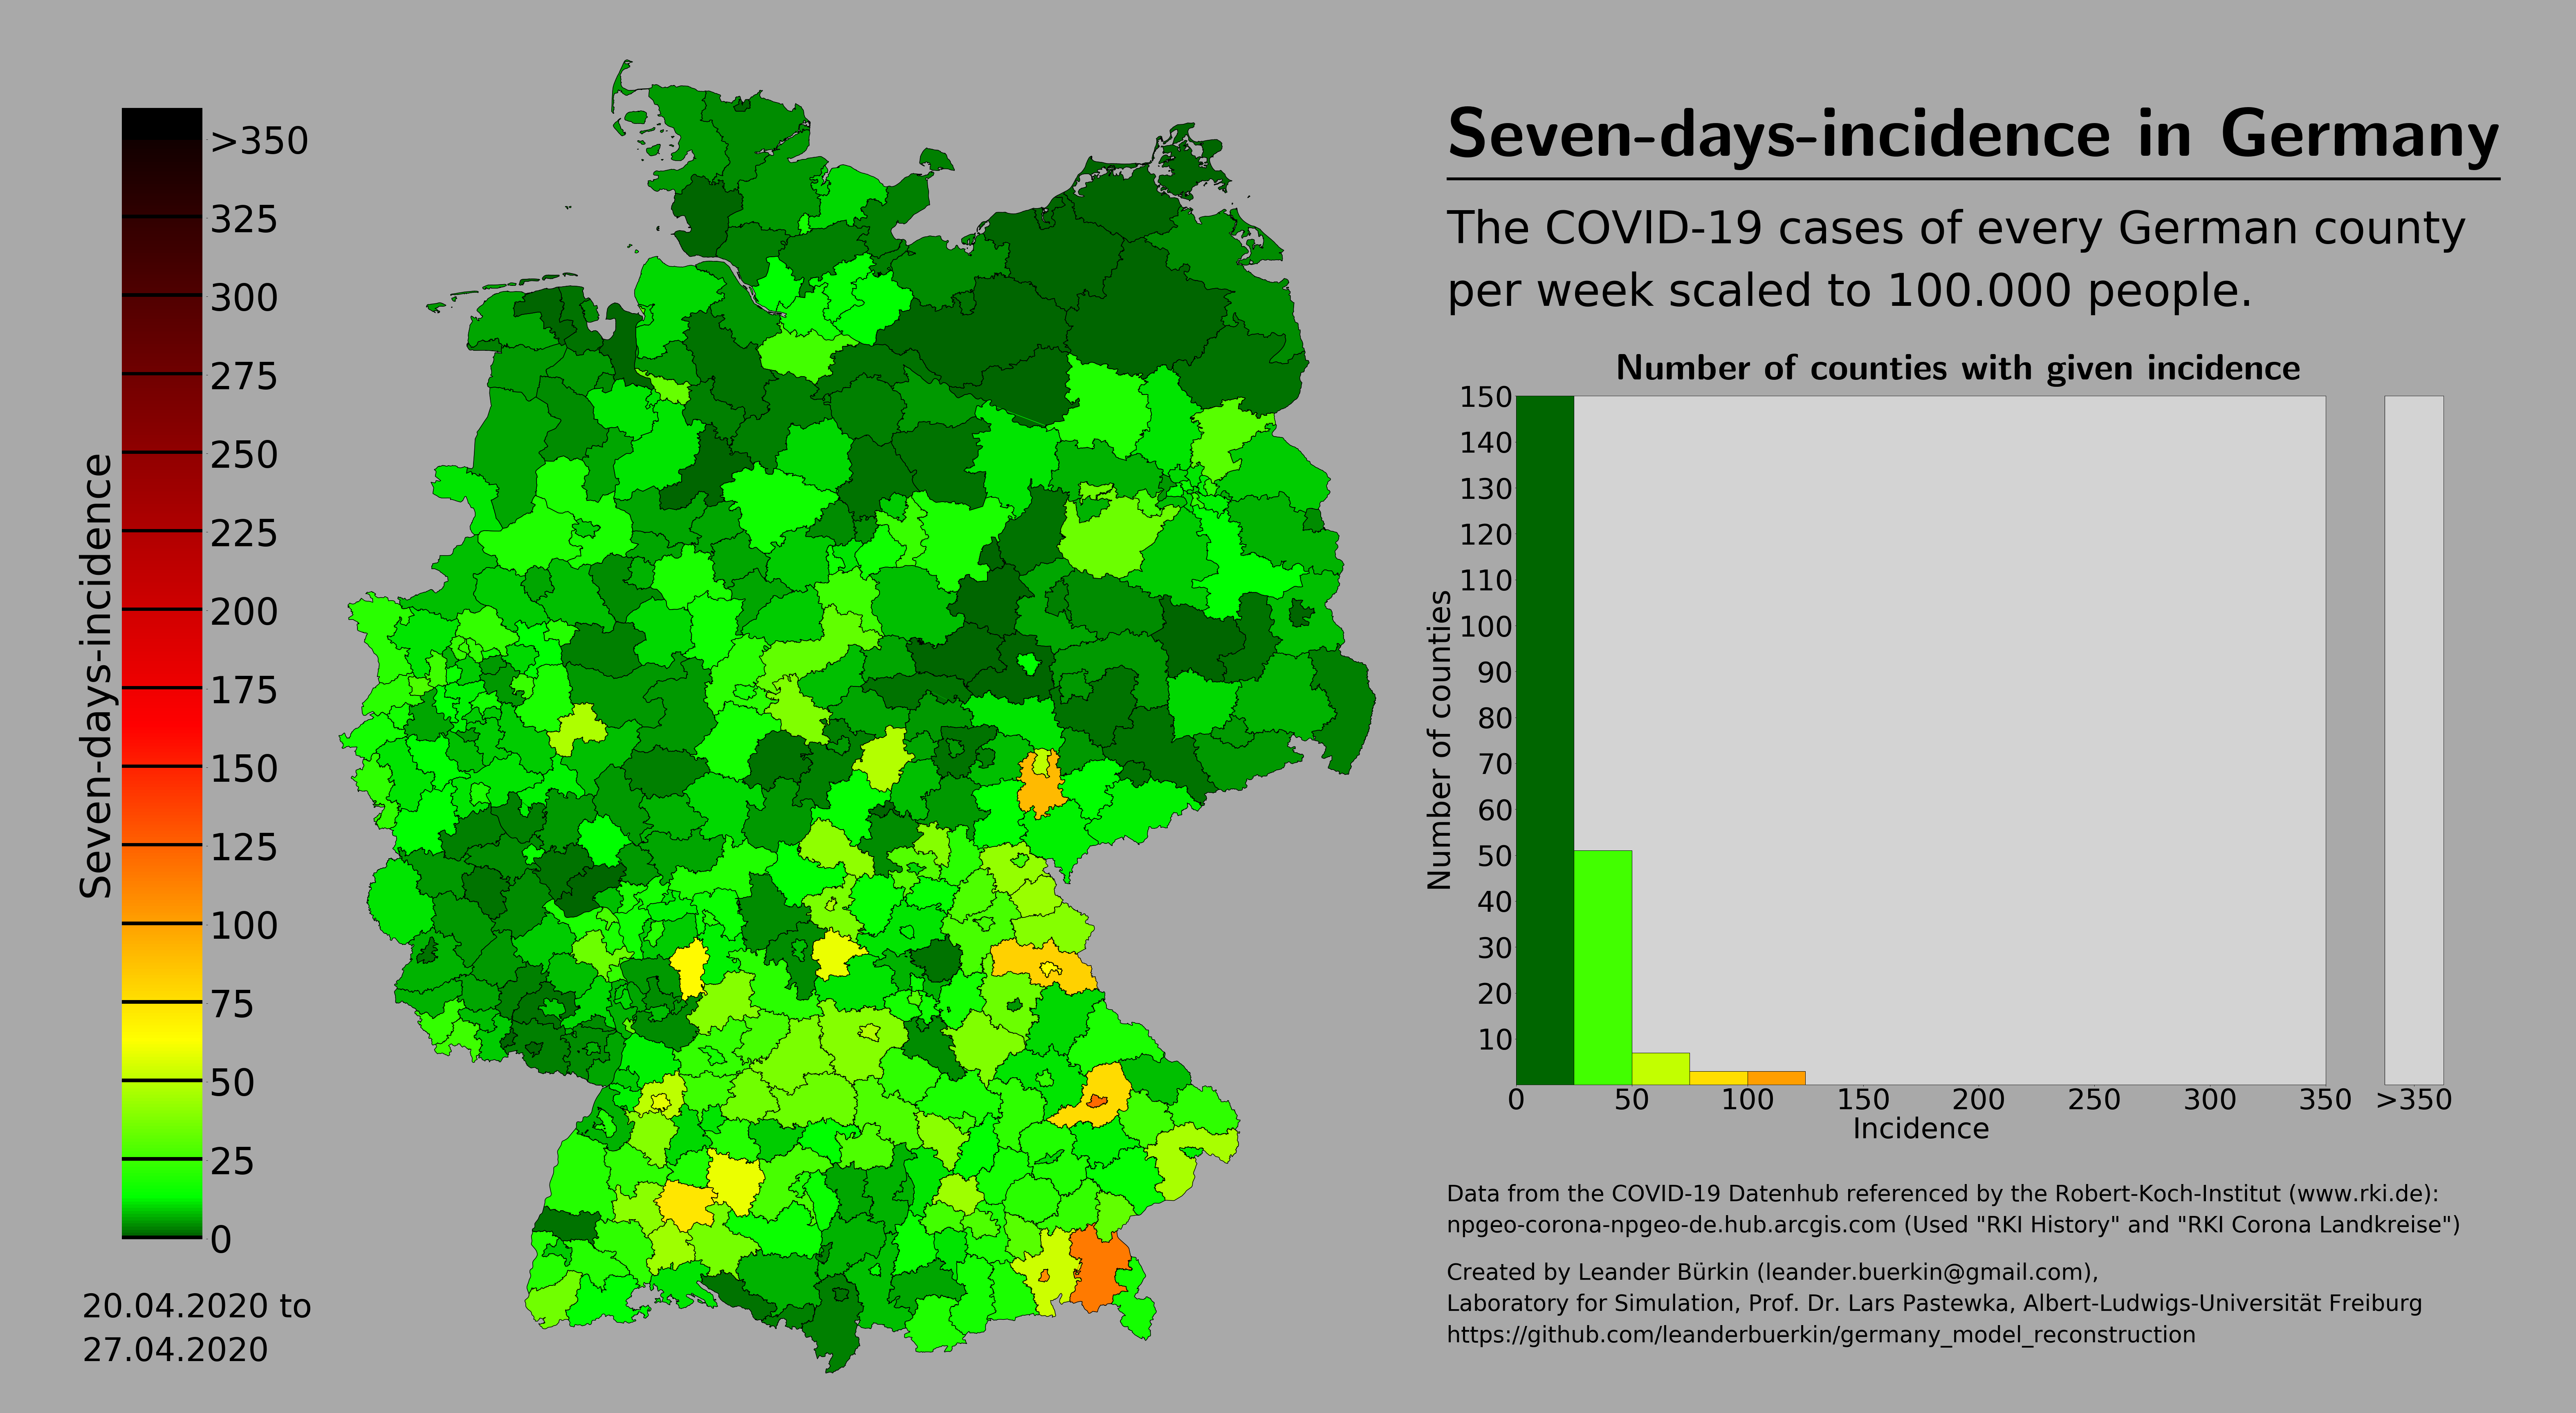 Seven-days-incidence in Germany
The COVID-19 cases of every German county
per week scaled to 100.000 people.
Seven-days-incidence
>350
325
300
275
250
225
200
175
150
125
100
75
50
25
0
20.04.2020 to
27.04.2020
Number of counties with given incidence
Number of counties
150
140
130
120
110
100
90
80
70
60
50
40
30
20
10
0 50 100 150 200 250 300 350 >350
Incidence
Data from the COVID-19 Datenhub referenced by the Robert-Koch-Institut (www.rki.de):
npgeo-corona-npgeo-de.hub.arcgis.com (Used "RKI History" and "RKI Corona Landkreise")
Created by Leander Bürkin (leander.buerkin@gmail.com),
Laboratory for Simulation, Prof. Dr. Lars Pastewka, Albert-Ludwigs-Universität Freiburg
https://github.com/leanderbuerkin/germany_model_reconstruction